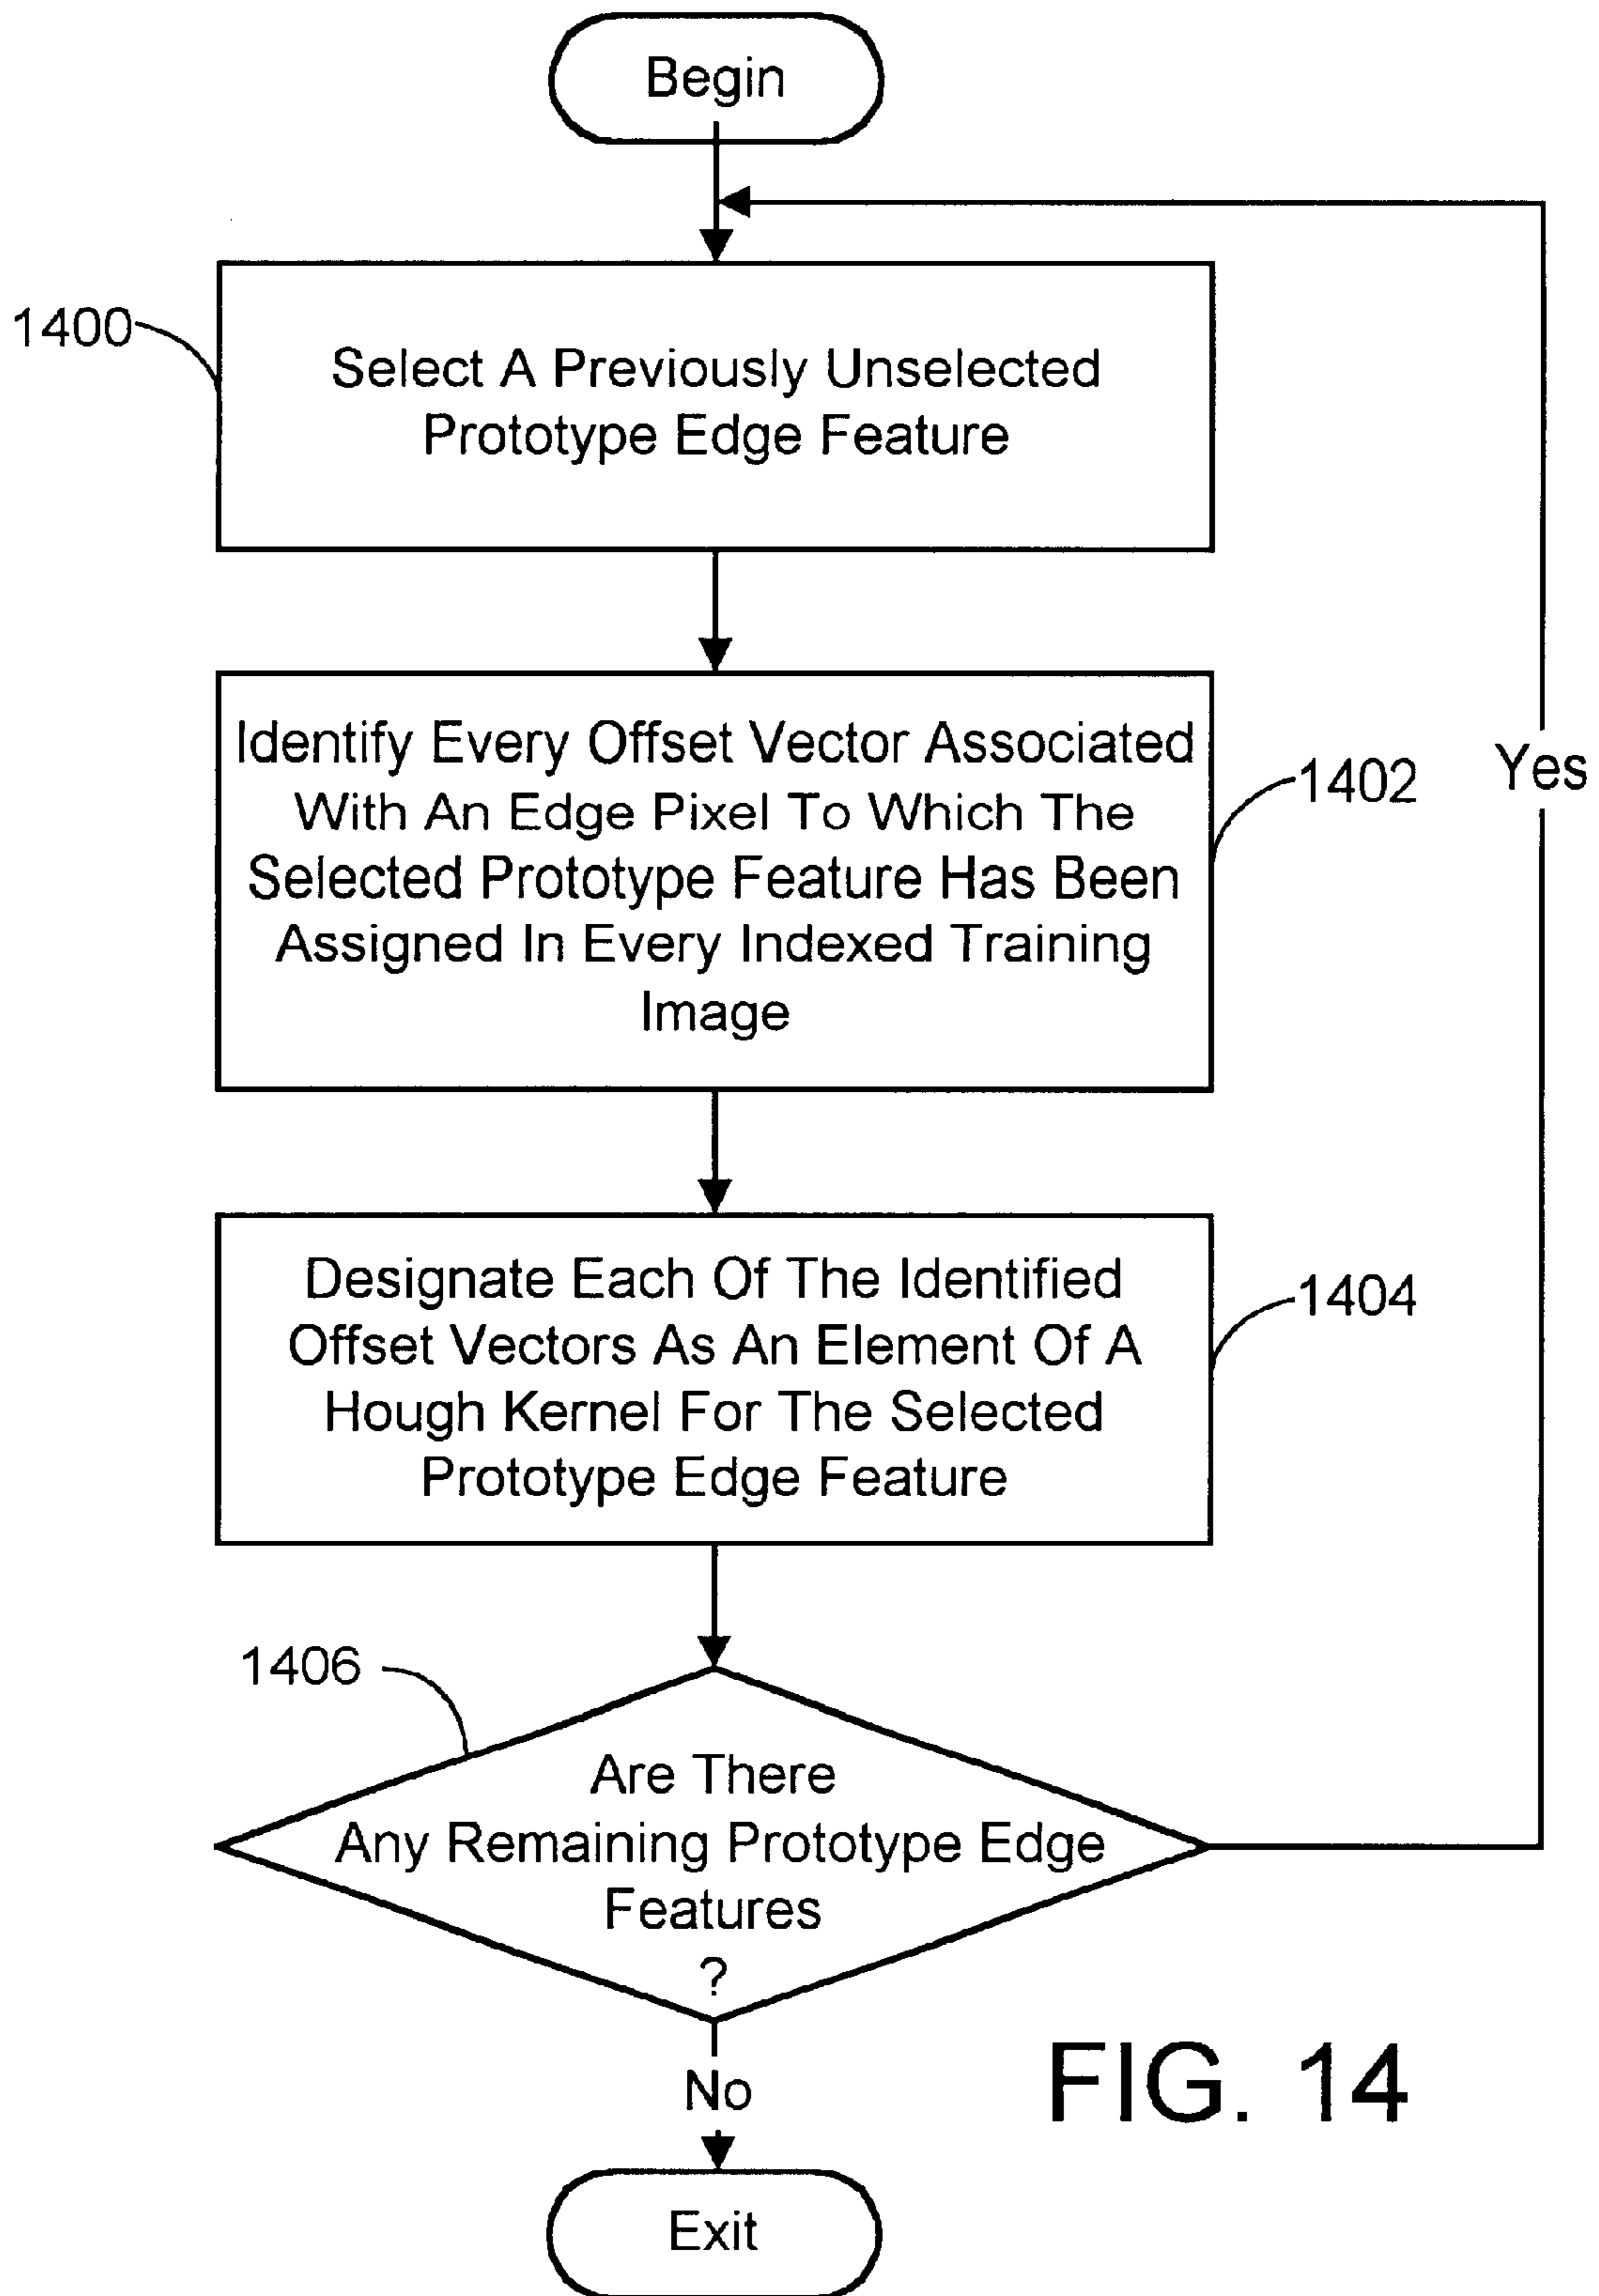 Begin
1400
Select A Previously Unselected
Prototype Edge Feature
Identify Every Offset Vector Associated
With An Edge Pixel To Which The
Selected Prototype Feature Has Been
Assigned In Every Indexed Training
Image
1402
Yes
Designate Each Of The Identified
Offset Vectors As An Element Of A
Hough Kernel For The Selected
Prototype Edge Feature
1404
1406
Are There
Any Remaining Prototype Edge
Features
?
No
FIG. 14
Exit